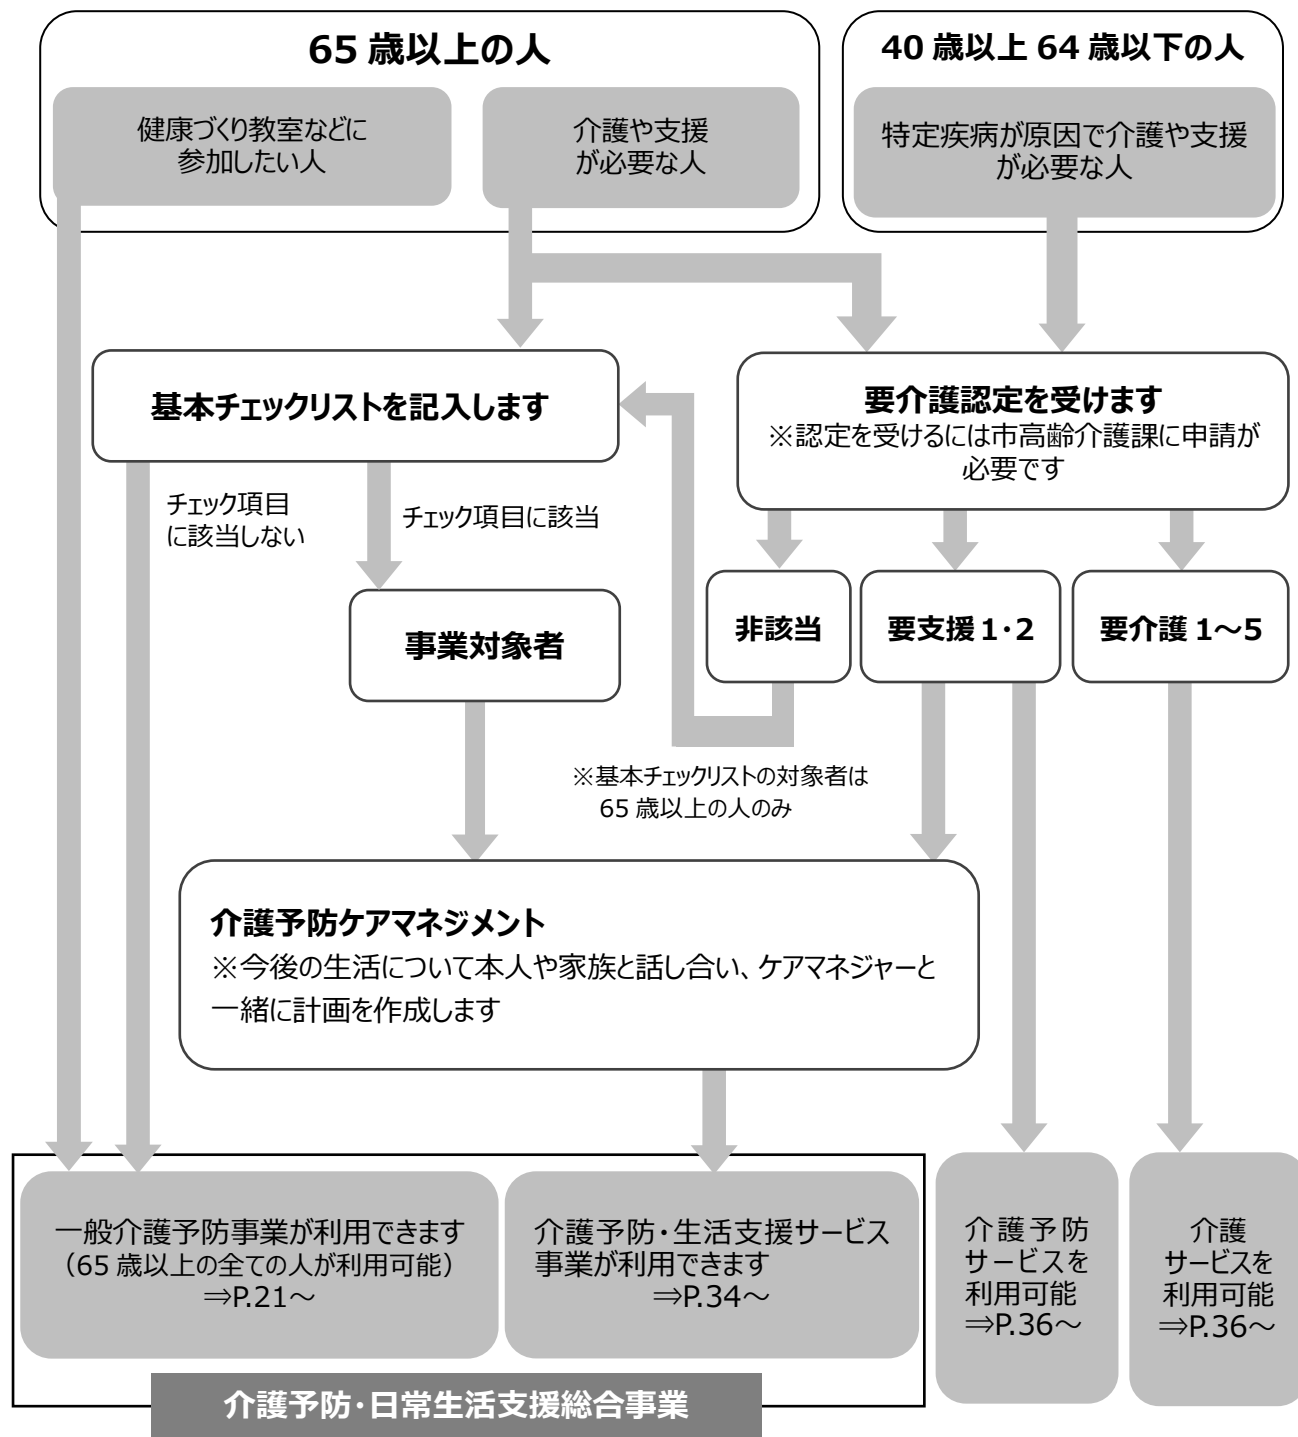 65 歳以上の人
健康づくり教室などに
参加したい人
介護や支援
が必要な人
40 歳以上 64 歳以下の人
特定疾病が原因で介護や支援
が必要な人
基本チェックリストを記入します
要介護認定を受けます
※認定を受けるには市高齢介護課に申請が
必要です
チェック項目
に該当しない
チェック項目に該当
事業対象者
非該当
要支援 1・2
要介護 1～5
※基本チェックリストの対象者は
65 歳以上の人のみ
介護予防ケアマネジメント
※今後の生活について本人や家族と話し合い、ケアマネジャーと
一緒に計画を作成します
一般介護予防事業が利用できます
（65 歳以上の全ての人が利用可能）
⇒P.21～
介護予防・生活支援サービス
事業が利用できます
⇒P.34～
介護予防
サービスを
利用可能
⇒P.36～
介護
サービスを
利用可能
⇒P.36～
介護予防・日常生活支援総合事業